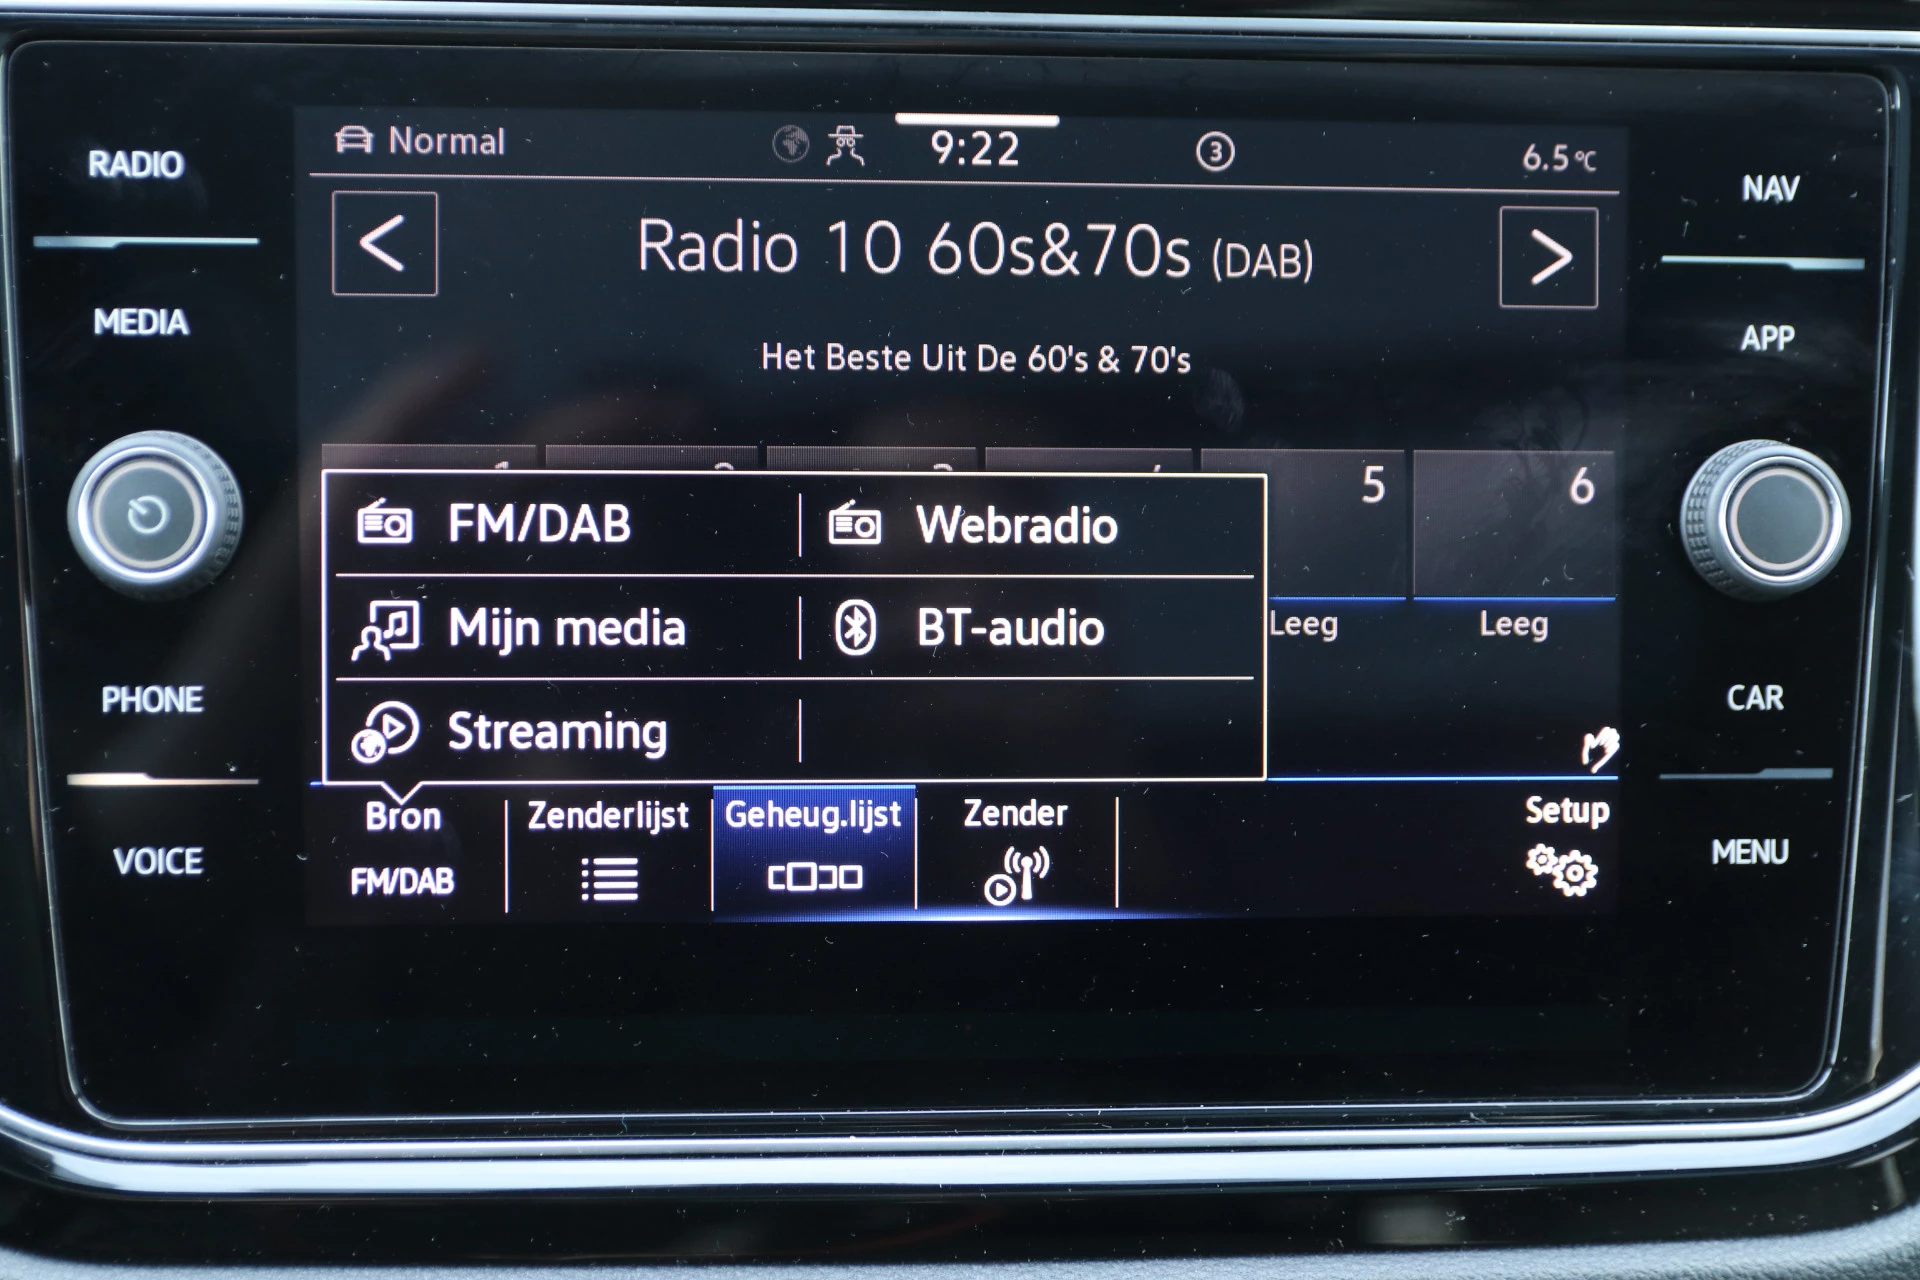 RADIO
MEDIA
PHONE
VOICE
Normal
9:22
3
6.5°C
Radio 10 60s&70s (DAB)
Het Beste Uit De 60's & 70's
5
6
FM/DAB
Webradio
Mijn media
BT-audio
Streaming
Leeg
Leeg
Bron
FM/DAB
Zenderlijst
Geheug.lijst
Zender
Setup
NAV
APP
CAR
MENU